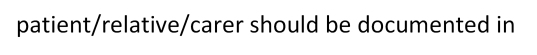 patient/relative/carer should be documented in